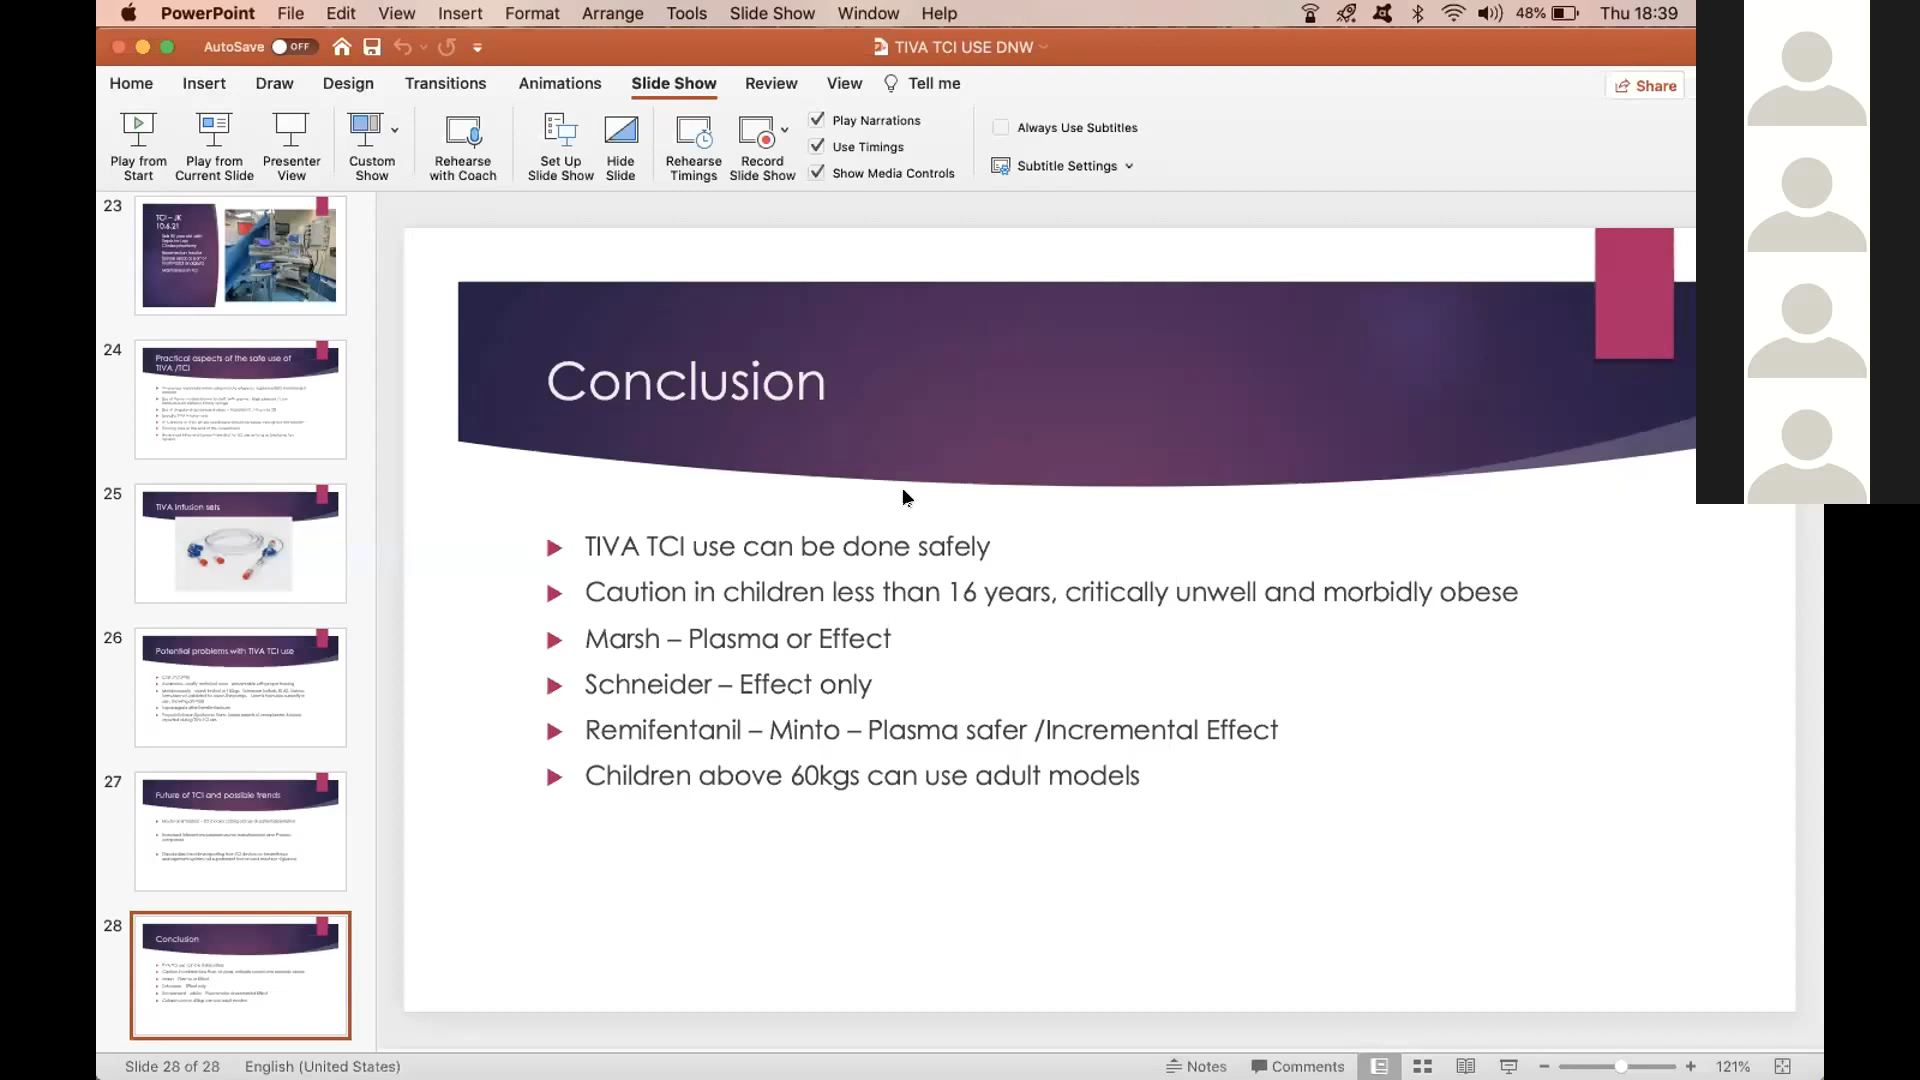 PowerPoint File Edit View Insert Format Arrange Tools Slide Show Window Help
48% Thu 18:39
AutoSave OFF
TIVA TCI USE DNW
Home Insert Draw Design Transitions Animations Slide Show Review View Tell me
Share
Play from Start
Play from Current Slide
Presenter View
Custom Show
Rehearse with Coach
Set Up Slide Show
Hide Slide
Rehearse Timings
Record Slide Show
Play Narrations
Use Timings
Show Media Controls
Always Use Subtitles
Subtitle Settings
23
TCI – JK
10.6.21
24
Practical aspects of the safe use of
TIVA /TCI
25
TIVA infusion sets
26
Potential problems with TIVA TCI use
27
Future of TCI and possible trends
28
Conclusion
Conclusion
TIVA TCI use can be done safely
Caution in children less than 16 years, critically unwell and morbidly obese
Marsh – Plasma or Effect
Schneider – Effect only
Remifentanil – Minto – Plasma safer /Incremental Effect
Children above 60kgs can use adult models
Slide 28 of 28
English (United States)
Notes
Comments
121%